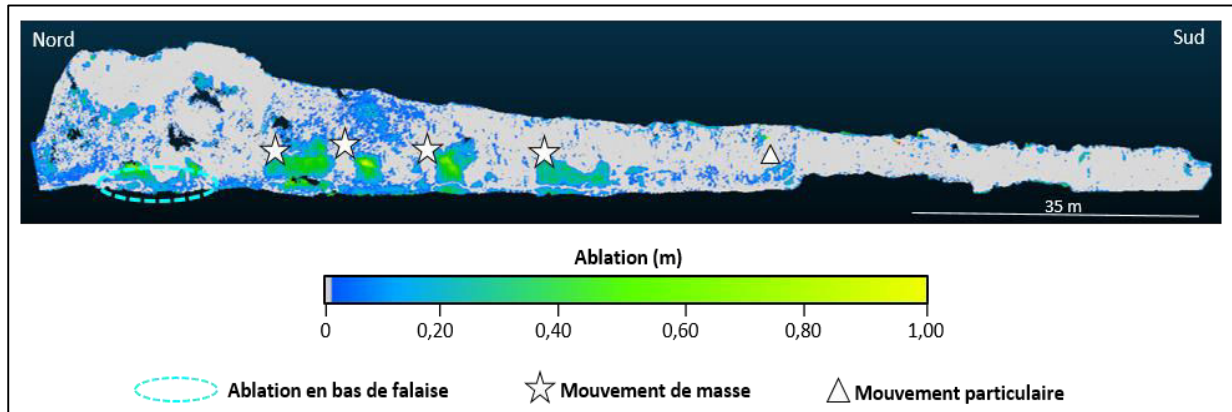 Nord Sud
35 m
Ablation (m)
0 0,20 0,40 0,60 0,80 1,00
Ablation en bas de falaise Mouvement de masse Mouvement particulaire